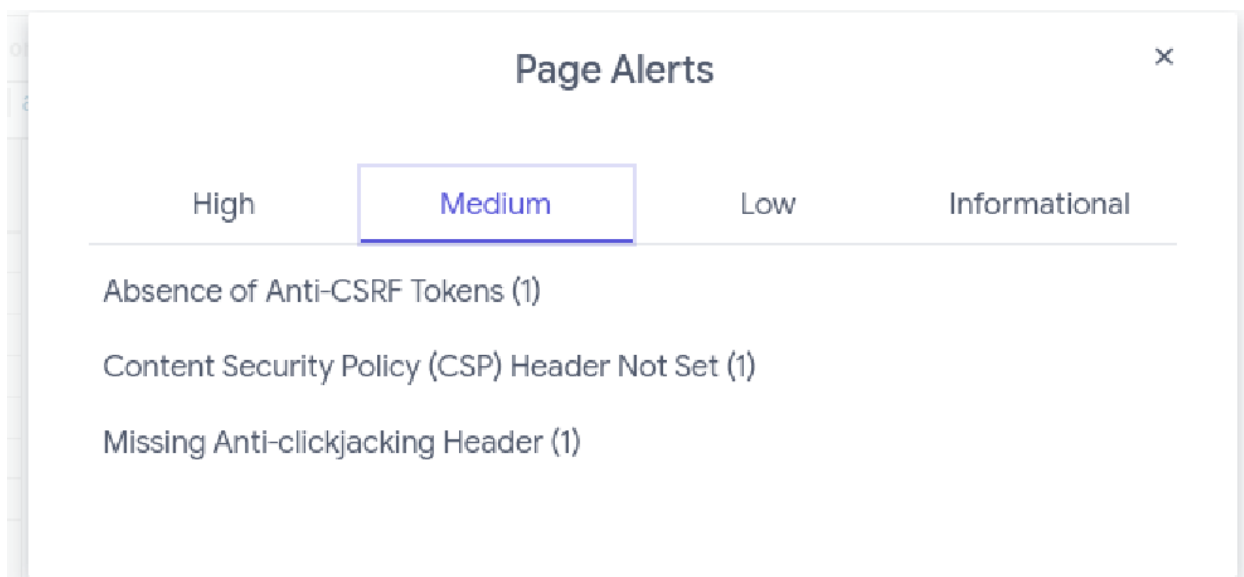 Page Alerts
×
High Medium Low Informational
Absence of Anti-CSRF Tokens (1)
Content Security Policy (CSP) Header Not Set (1)
Missing Anti-clickjacking Header (1)